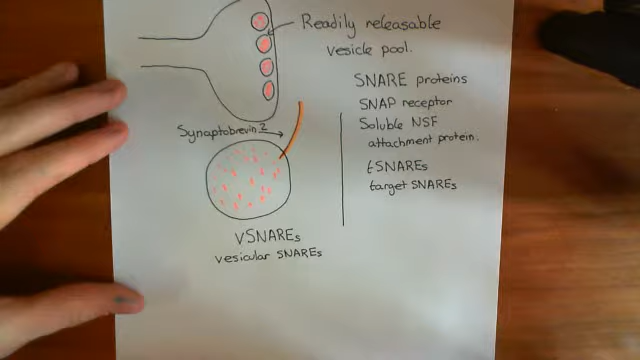 Readily releasable
vesicle pool.
SNARE proteins
SNAP receptor
Soluble NSF
attachment protein.
Synaptobrevin 2
tSNAREs
target SNAREs
vSNAREs
vesicular SNAREs